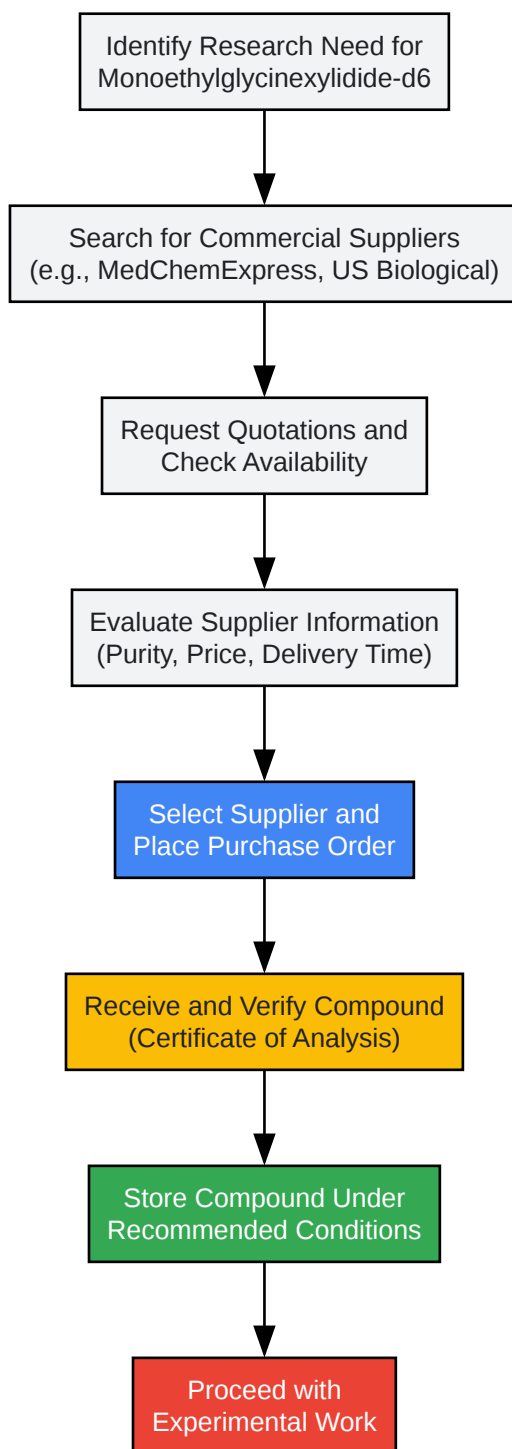 Identify Research Need for
Monoethylglycinexylidide-d6
Search for Commercial Suppliers
(e.g., MedChemExpress, US Biological)
Request Quotations and
Check Availability
Evaluate Supplier Information
(Purity, Price, Delivery Time)
Select Supplier and
Place Purchase Order
Receive and Verify Compound
(Certificate of Analysis)
Store Compound Under
Recommended Conditions
Proceed with
Experimental Work